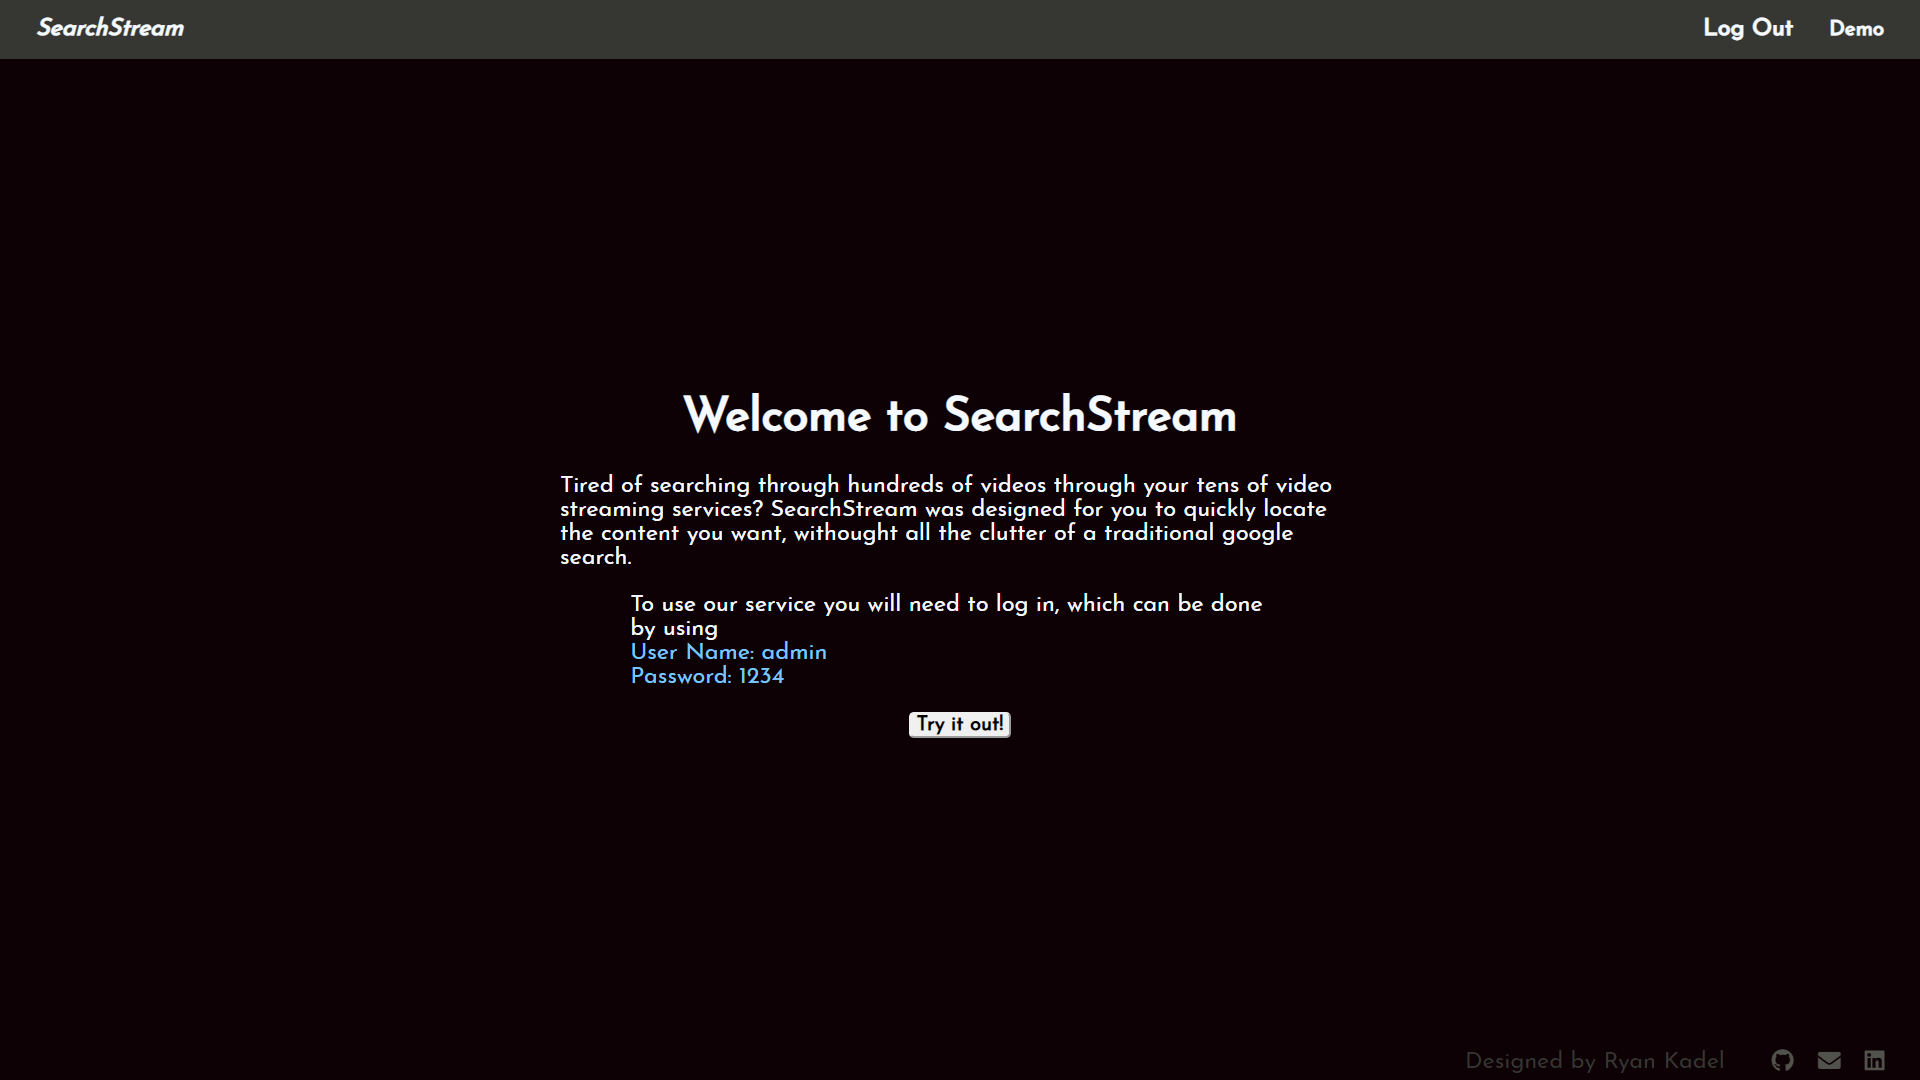 SearchStream
Log Out
Demo
Welcome to SearchStream
Tired of searching through hundreds of videos through your tens of video
streaming services? SearchStream was designed for you to quickly locate
the content you want, withought all the clutter of a traditional google
search.
To use our service you will need to log in, which can be done
by using
User Name: admin
Password: 1234
Try it out!
Designed by Ryan Kadel